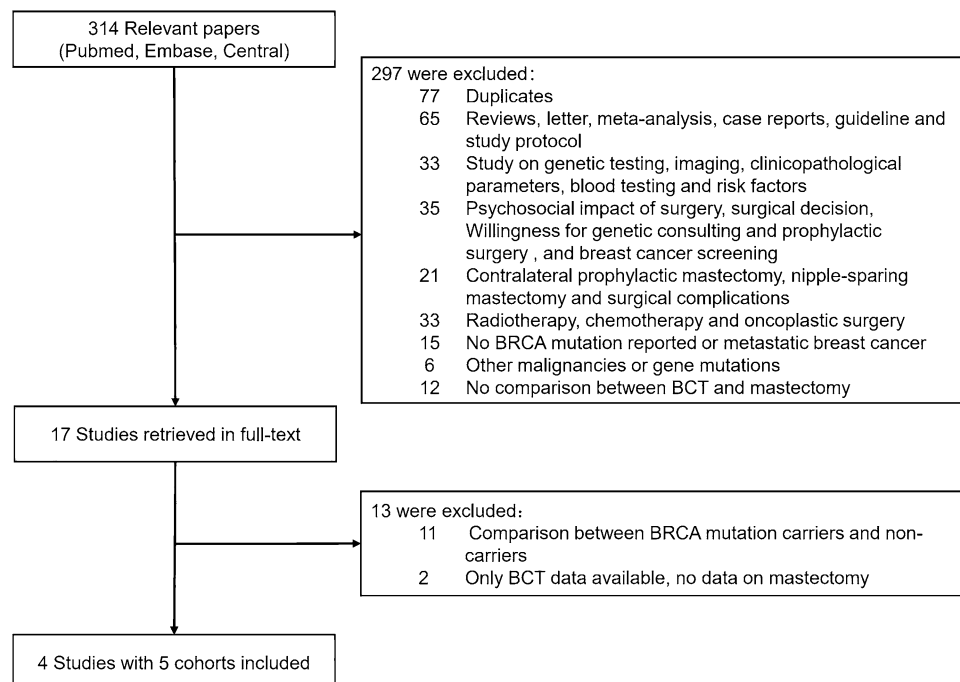 314 Relevant papers
(Pubmed, Embase, Central)
297 were excluded：
77 Duplicates
65 Reviews, letter, meta-analysis, case reports, guideline and
study protocol
33 Study on genetic testing, imaging, clinicopathological
parameters, blood testing and risk factors
35 Psychosocial impact of surgery, surgical decision,
Willingness for genetic consulting and prophylactic
surgery , and breast cancer screening
21 Contralateral prophylactic mastectomy, nipple-sparing
mastectomy and surgical complications
33 Radiotherapy, chemotherapy and oncoplastic surgery
15 No BRCA mutation reported or metastatic breast cancer
6 Other malignancies or gene mutations
12 No comparison between BCT and mastectomy
17 Studies retrieved in full-text
13 were excluded：
11 Comparison between BRCA mutation carriers and non-
carriers
2 Only BCT data available, no data on mastectomy
4 Studies with 5 cohorts included